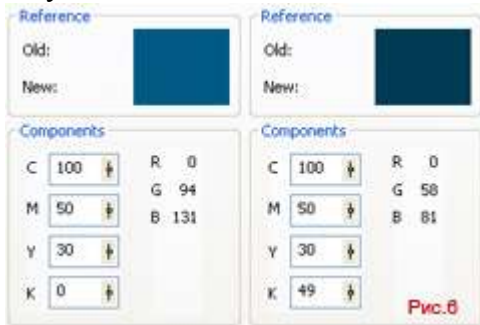 Reference
Old:
New:
Components
C 100 R 0
G 94
M 50 B 131
Y 30
K 0
Reference
Old:
New:
Components
C 100 R 0
G 58
M 50 B 81
Y 30
K 49
Рис.6